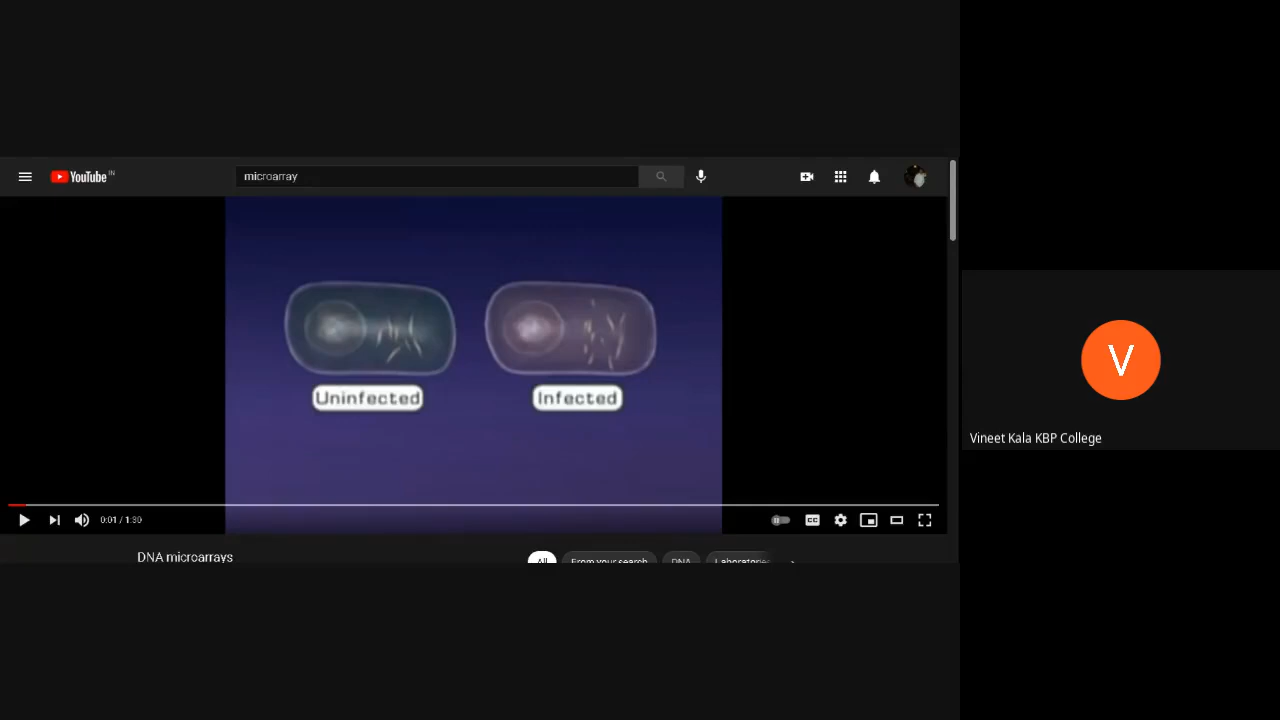 YouTube IN
microarray
Uninfected
Infected
0:01 / 1:30
CC
DNA microarrays
All
From your search
DNA
Laboratories
V
Vineet Kala KBP College